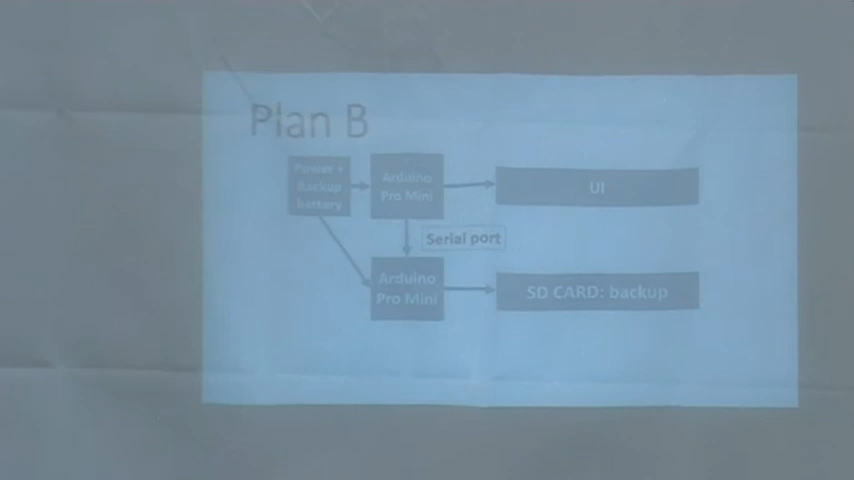 Plan B
Power +
Backup
battery
Arduino
Pro Mini
UI
Serial port
Arduino
Pro Mini
SD CARD: backup